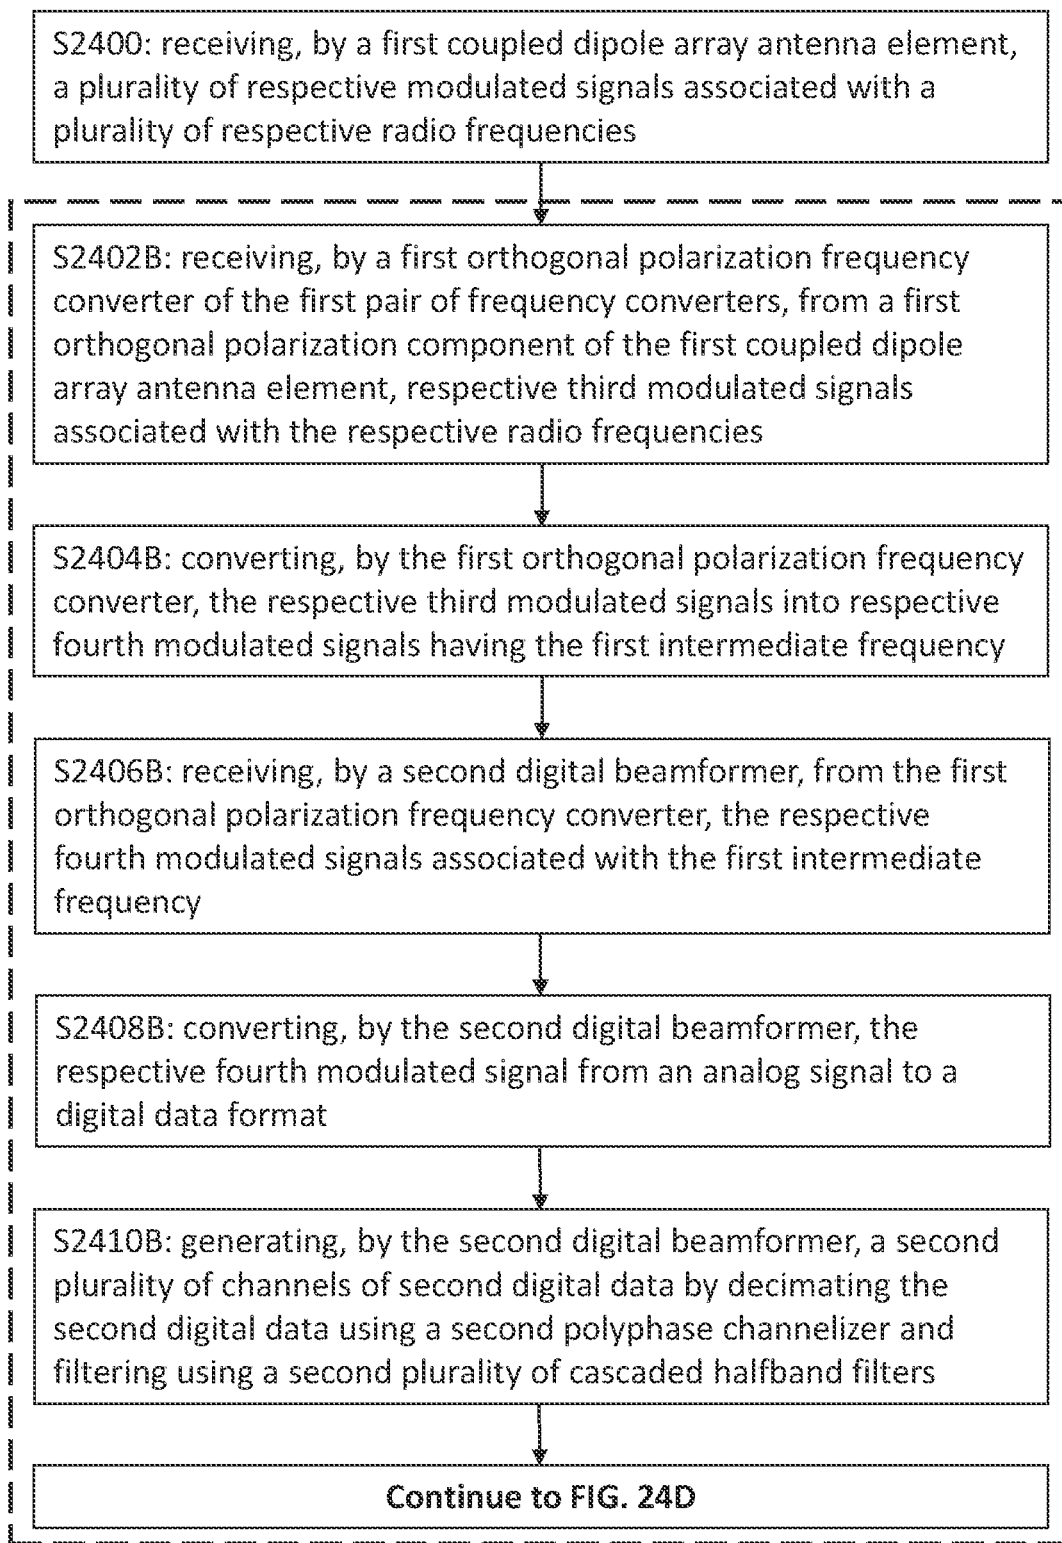 S2400: receiving, by a first coupled dipole array antenna element,
a plurality of respective modulated signals associated with a
plurality of respective radio frequencies
S2402B: receiving, by a first orthogonal polarization frequency
converter of the first pair of frequency converters, from a first
orthogonal polarization component of the first coupled dipole
array antenna element, respective third modulated signals
associated with the respective radio frequencies
S2404B: converting, by the first orthogonal polarization frequency
converter, the respective third modulated signals into respective
fourth modulated signals having the first intermediate frequency
S2406B: receiving, by a second digital beamformer, from the first
orthogonal polarization frequency converter, the respective
fourth modulated signals associated with the first intermediate
frequency
S2408B: converting, by the second digital beamformer, the
respective fourth modulated signal from an analog signal to a
digital data format
S2410B: generating, by the second digital beamformer, a second
plurality of channels of second digital data by decimating the
second digital data using a second polyphase channelizer and
filtering using a second plurality of cascaded halfband filters
Continue to FIG. 24D